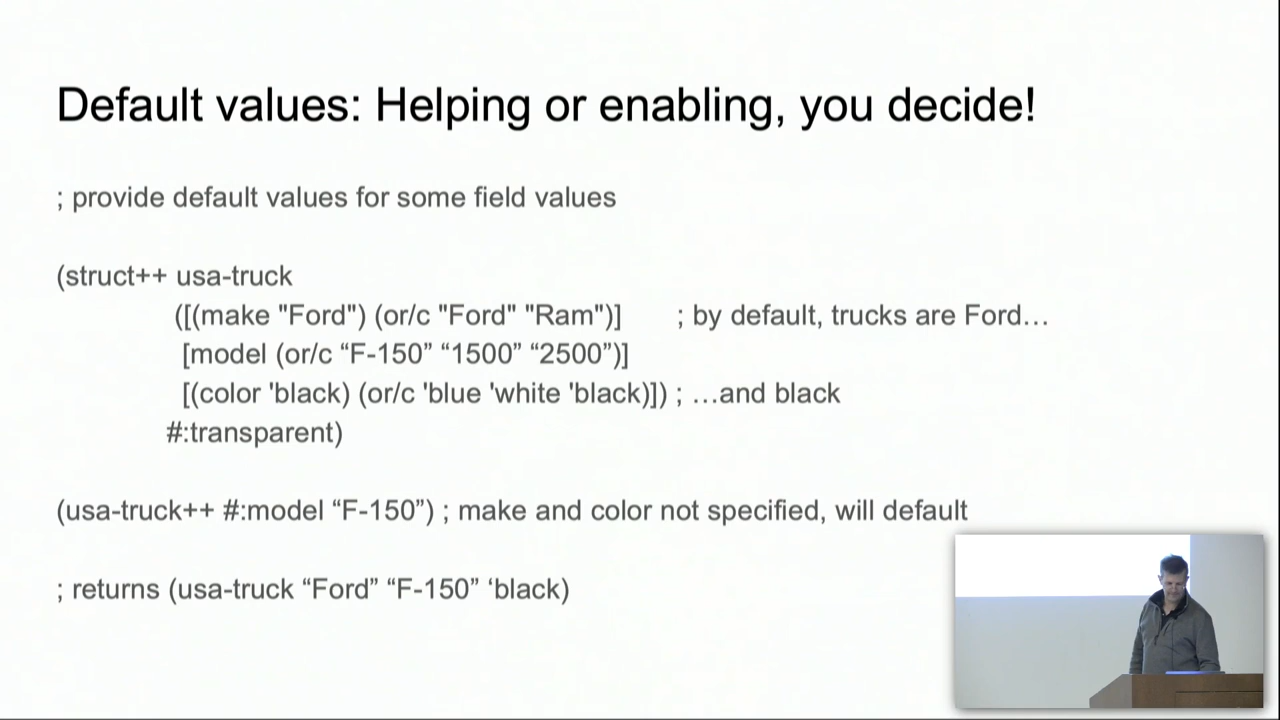 Default values: Helping or enabling, you decide!
; provide default values for some field values
(struct++ usa-truck
([(make "Ford") (or/c "Ford" "Ram")] ; by default, trucks are Ford…
[model (or/c “F-150” “1500” “2500”)]
[(color 'black) (or/c 'blue 'white 'black)]) ; …and black
#:transparent)
(usa-truck++ #:model “F-150”) ; make and color not specified, will default
; returns (usa-truck “Ford” “F-150” ‘black)